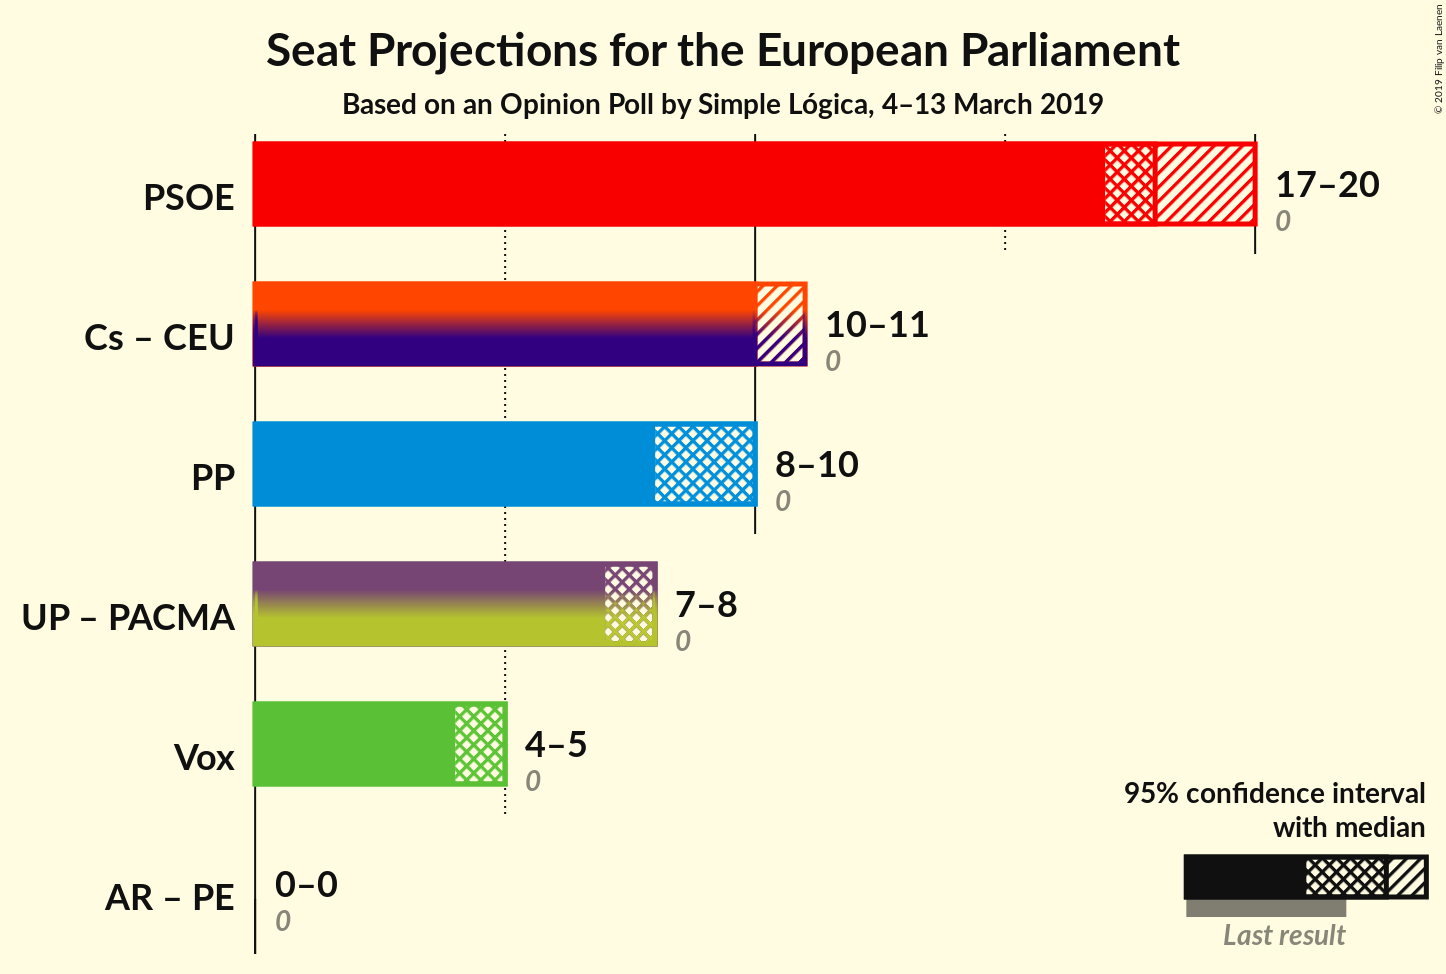 Seat Projections for the European Parliament
Based on an Opinion Poll by Simple Lógica, 4–13 March 2019
© 2019 Filip van Laenen
PSOE
17–20
0
Cs – CEU
10–11
0
PP
8–10
0
UP – PACMA
7–8
0
Vox
4–5
0
AR – PE
0–0
0
95% confidence interval
with median
Last result